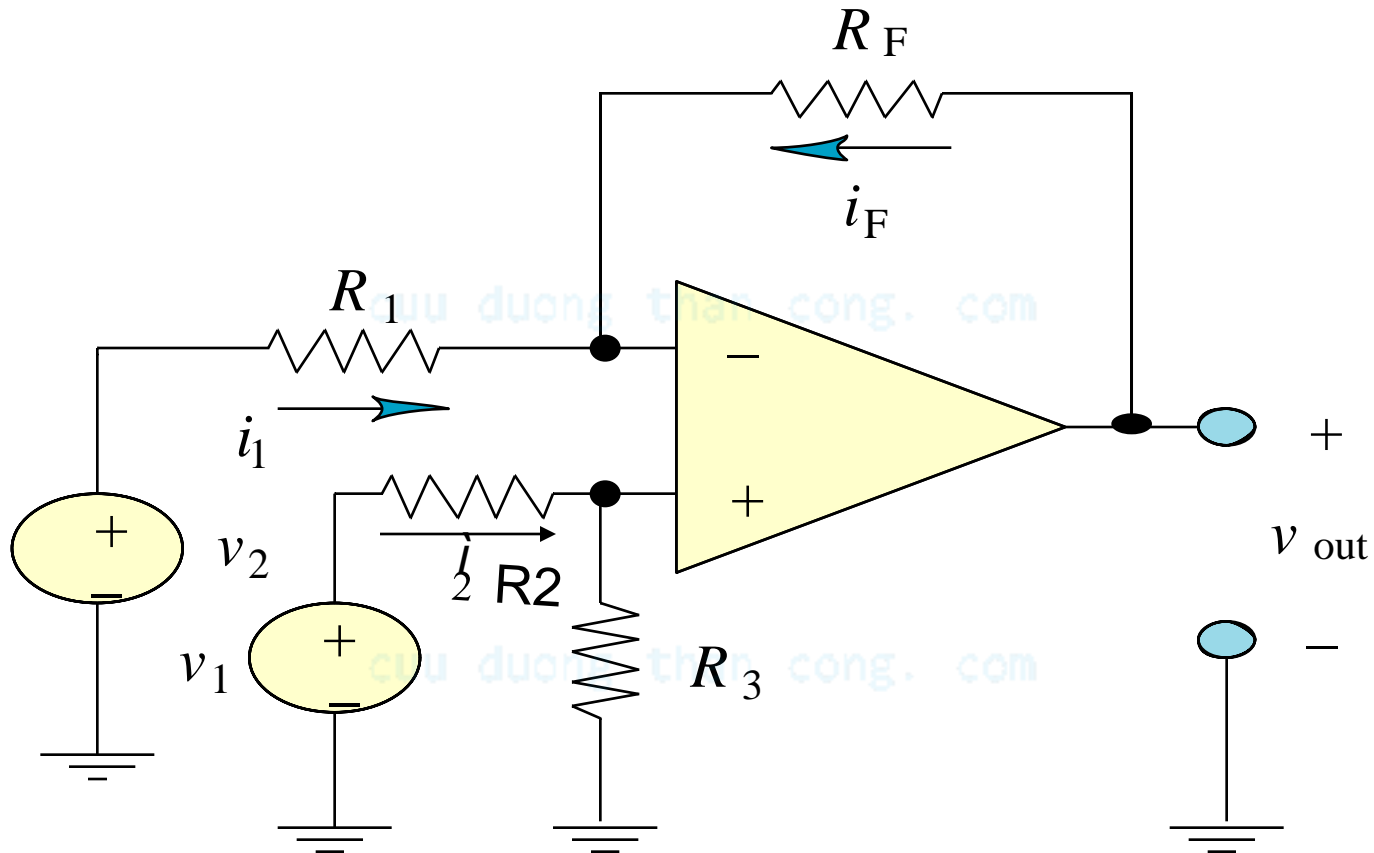 R F
i F
R 1
cuu duong than cong. com
−
i 1
+
+
+
v 2
i 2 R2
v out
−
+
v 1
cuu duong than cong. com
R 3
−
−